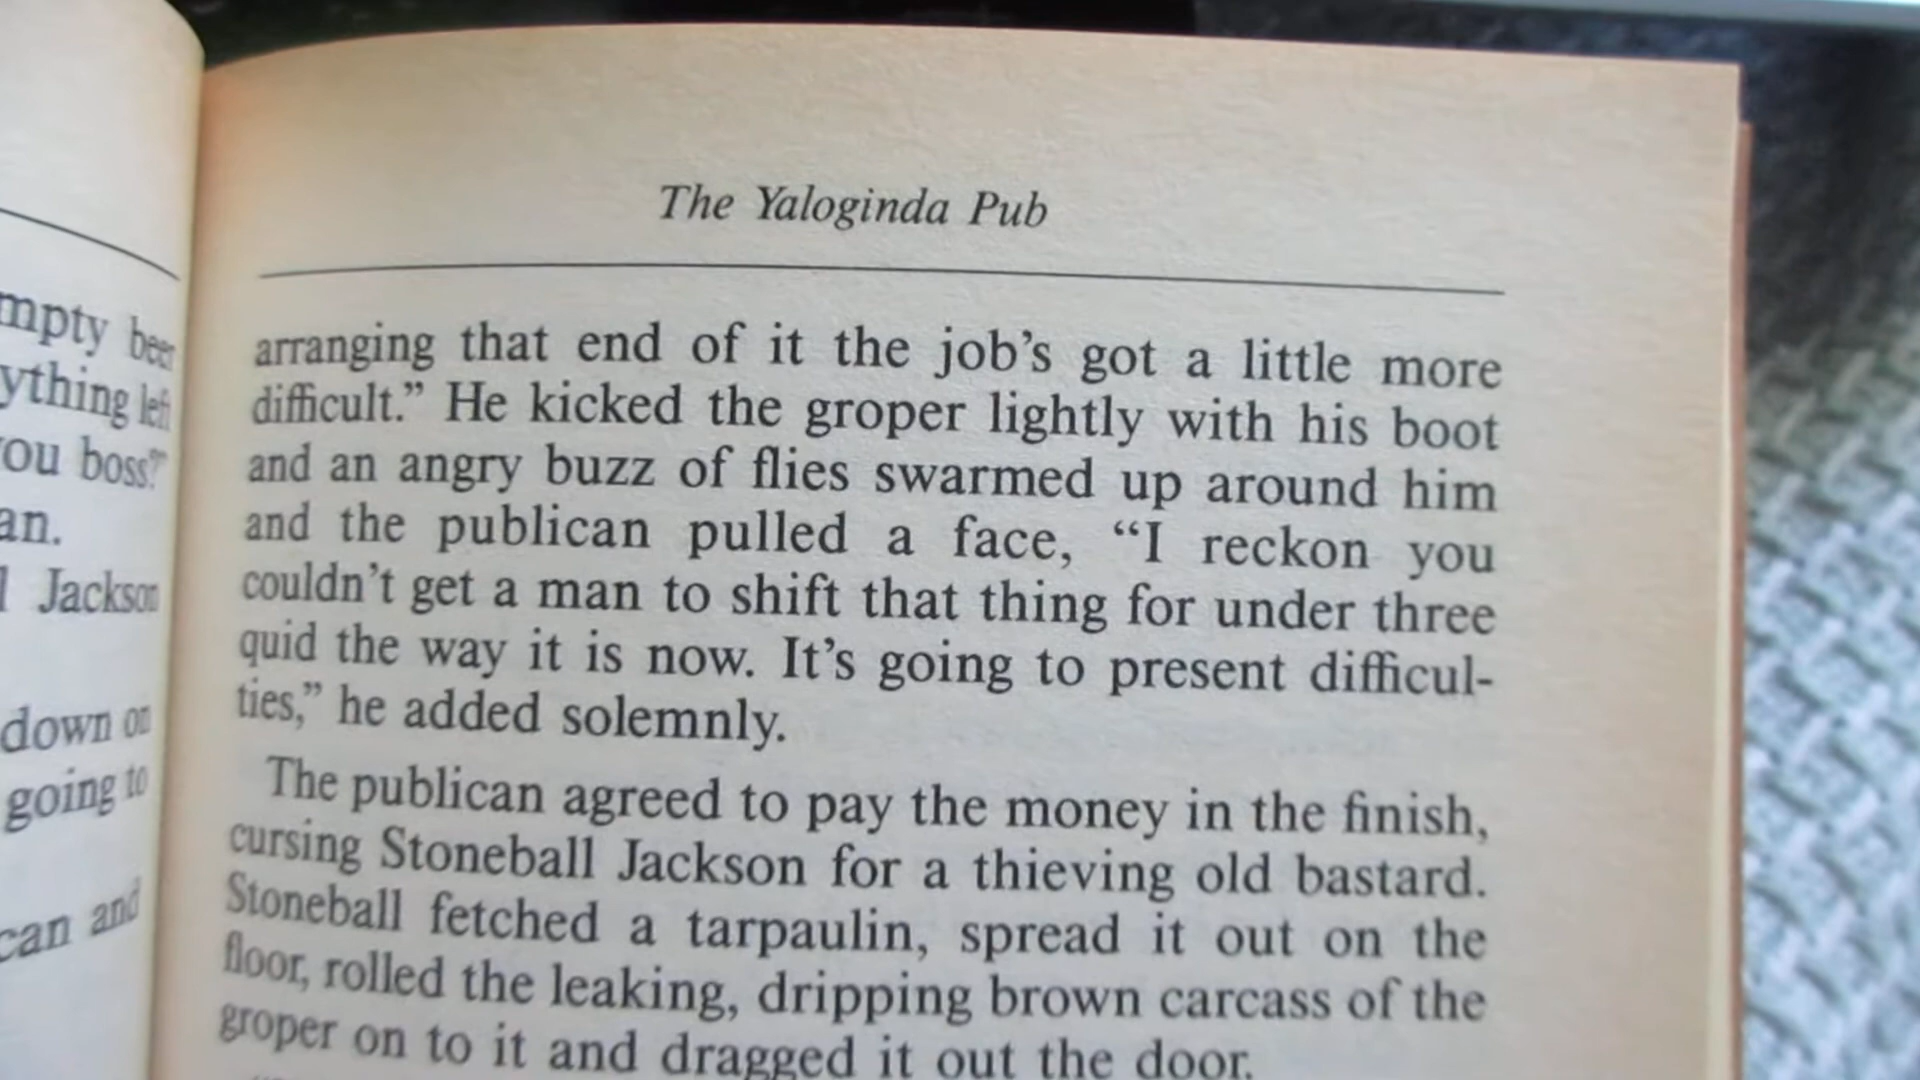 mpty beer
ything left
ou boss?"
an.
Jackson
down on
going to
can and
The Yaloginda Pub
arranging that end of it the job's got a little more
difficult.” He kicked the groper lightly with his boot
and an angry buzz of flies swarmed up around him
and the publican pulled a face, “I reckon you
couldn't get a man to shift that thing for under three
quid the way it is now. It's going to present difficul-
ties,” he added solemnly.
The publican agreed to pay the money in the finish,
cursing Stoneball Jackson for a thieving old bastard.
Stoneball fetched a tarpaulin, spread it out on the
floor, rolled the leaking, dripping brown carcass of the
groper on to it and dragged it out the door.